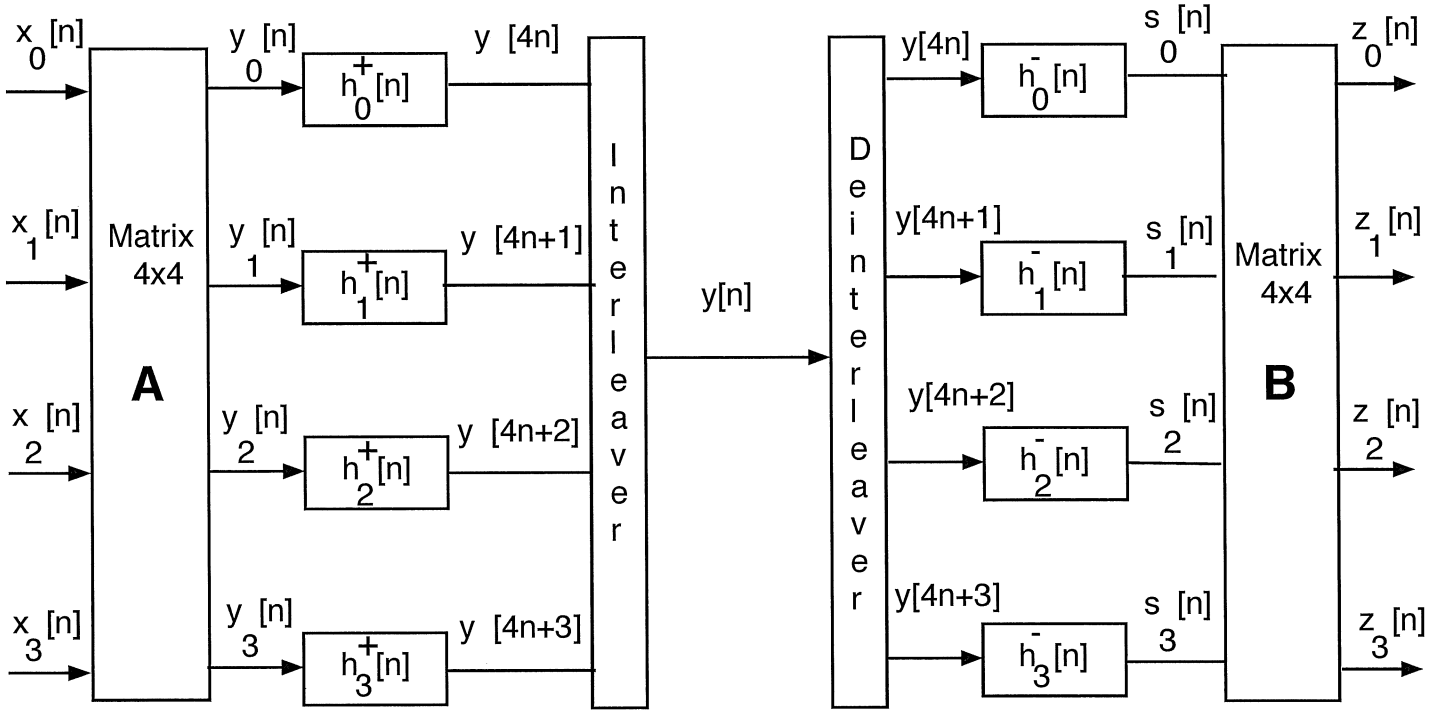 x0[n]
y0[n]
h0+[n]
y [4n]
y[4n]
h0-[n]
s0[n]
z0[n]
x1[n]
y1[n]
h1+[n]
y [4n+1]
y[4n+1]
h1-[n]
s1[n]
z1[n]
Matrix
4x4
A
Interleaver
y[n]
Deinterleaver
Matrix
4x4
B
x2[n]
y2[n]
h2+[n]
y [4n+2]
y[4n+2]
h2-[n]
s2[n]
z2[n]
x3[n]
y3[n]
h3+[n]
y [4n+3]
y[4n+3]
h3-[n]
s3[n]
z3[n]